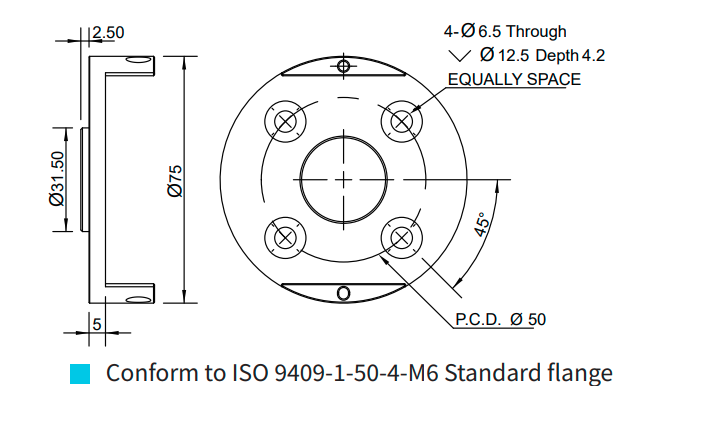 2.50
4-Ø 6.5 Through
Ø 12.5 Depth 4.2
EQUALLY SPACE
Ø31.50
Ø75
45°
5
P.C.D. Ø 50
Conform to ISO 9409-1-50-4-M6 Standard flange